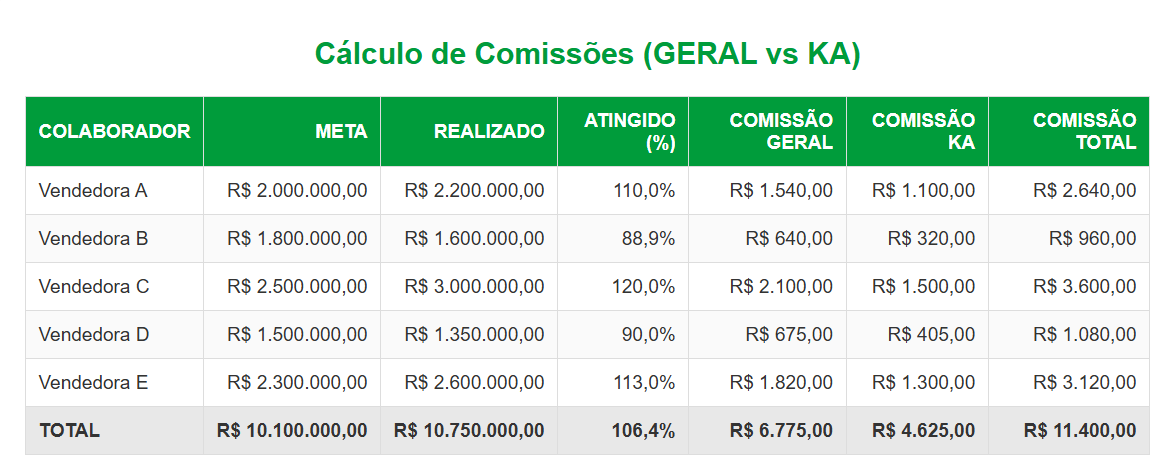 Cálculo de Comissões (GERAL vs KA)
COLABORADOR META REALIZADO ATINGIDO (%) COMISSÃO GERAL COMISSÃO KA COMISSÃO TOTAL
Vendedora A R$ 2.000.000,00 R$ 2.200.000,00 110,0% R$ 1.540,00 R$ 1.100,00 R$ 2.640,00
Vendedora B R$ 1.800.000,00 R$ 1.600.000,00 88,9% R$ 640,00 R$ 320,00 R$ 960,00
Vendedora C R$ 2.500.000,00 R$ 3.000.000,00 120,0% R$ 2.100,00 R$ 1.500,00 R$ 3.600,00
Vendedora D R$ 1.500.000,00 R$ 1.350.000,00 90,0% R$ 675,00 R$ 405,00 R$ 1.080,00
Vendedora E R$ 2.300.000,00 R$ 2.600.000,00 113,0% R$ 1.820,00 R$ 1.300,00 R$ 3.120,00
TOTAL R$ 10.100.000,00 R$ 10.750.000,00 106,4% R$ 6.775,00 R$ 4.625,00 R$ 11.400,00